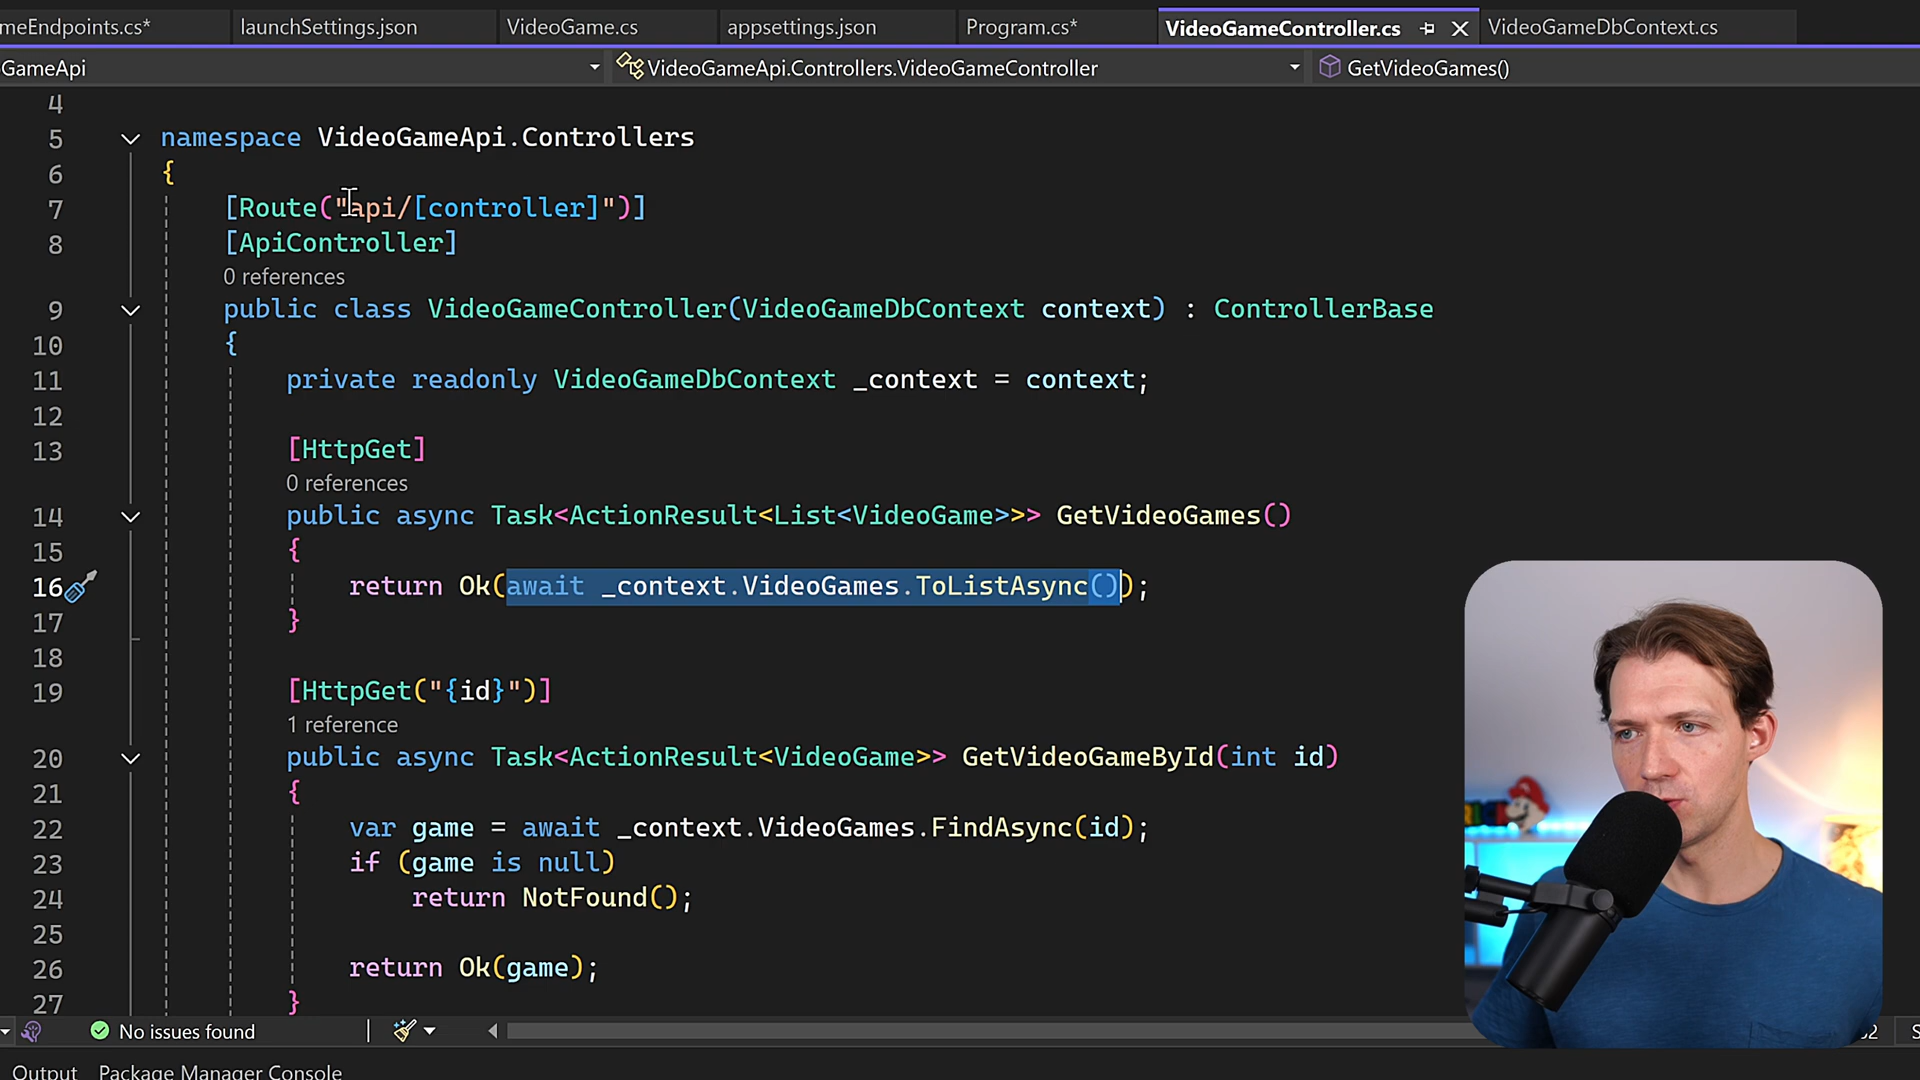 meEndpoints.cs* launchSettings.json VideoGame.cs appsettings.json Program.cs* VideoGameController.cs VideoGameDbContext.cs
GameApi VideoGameApi.Controllers.VideoGameController GetVideoGames()
4
5 namespace VideoGameApi.Controllers
6 {
7 [Route("api/[controller]")]
8 [ApiController]
0 references
9 public class VideoGameController(VideoGameDbContext context) : ControllerBase
10 {
11 private readonly VideoGameDbContext _context = context;
12
13 [HttpGet]
0 references
14 public async Task<ActionResult<List<VideoGame>>> GetVideoGames()
15 {
16 return Ok(await _context.VideoGames.ToListAsync());
17 }
18
19 [HttpGet("{id}")]
1 reference
20 public async Task<ActionResult<VideoGame>> GetVideoGameById(int id)
21 {
22 var game = await _context.VideoGames.FindAsync(id);
23 if (game is null)
24 return NotFound();
25
26 return Ok(game);
27 }
No issues found
Output Package Manager Console